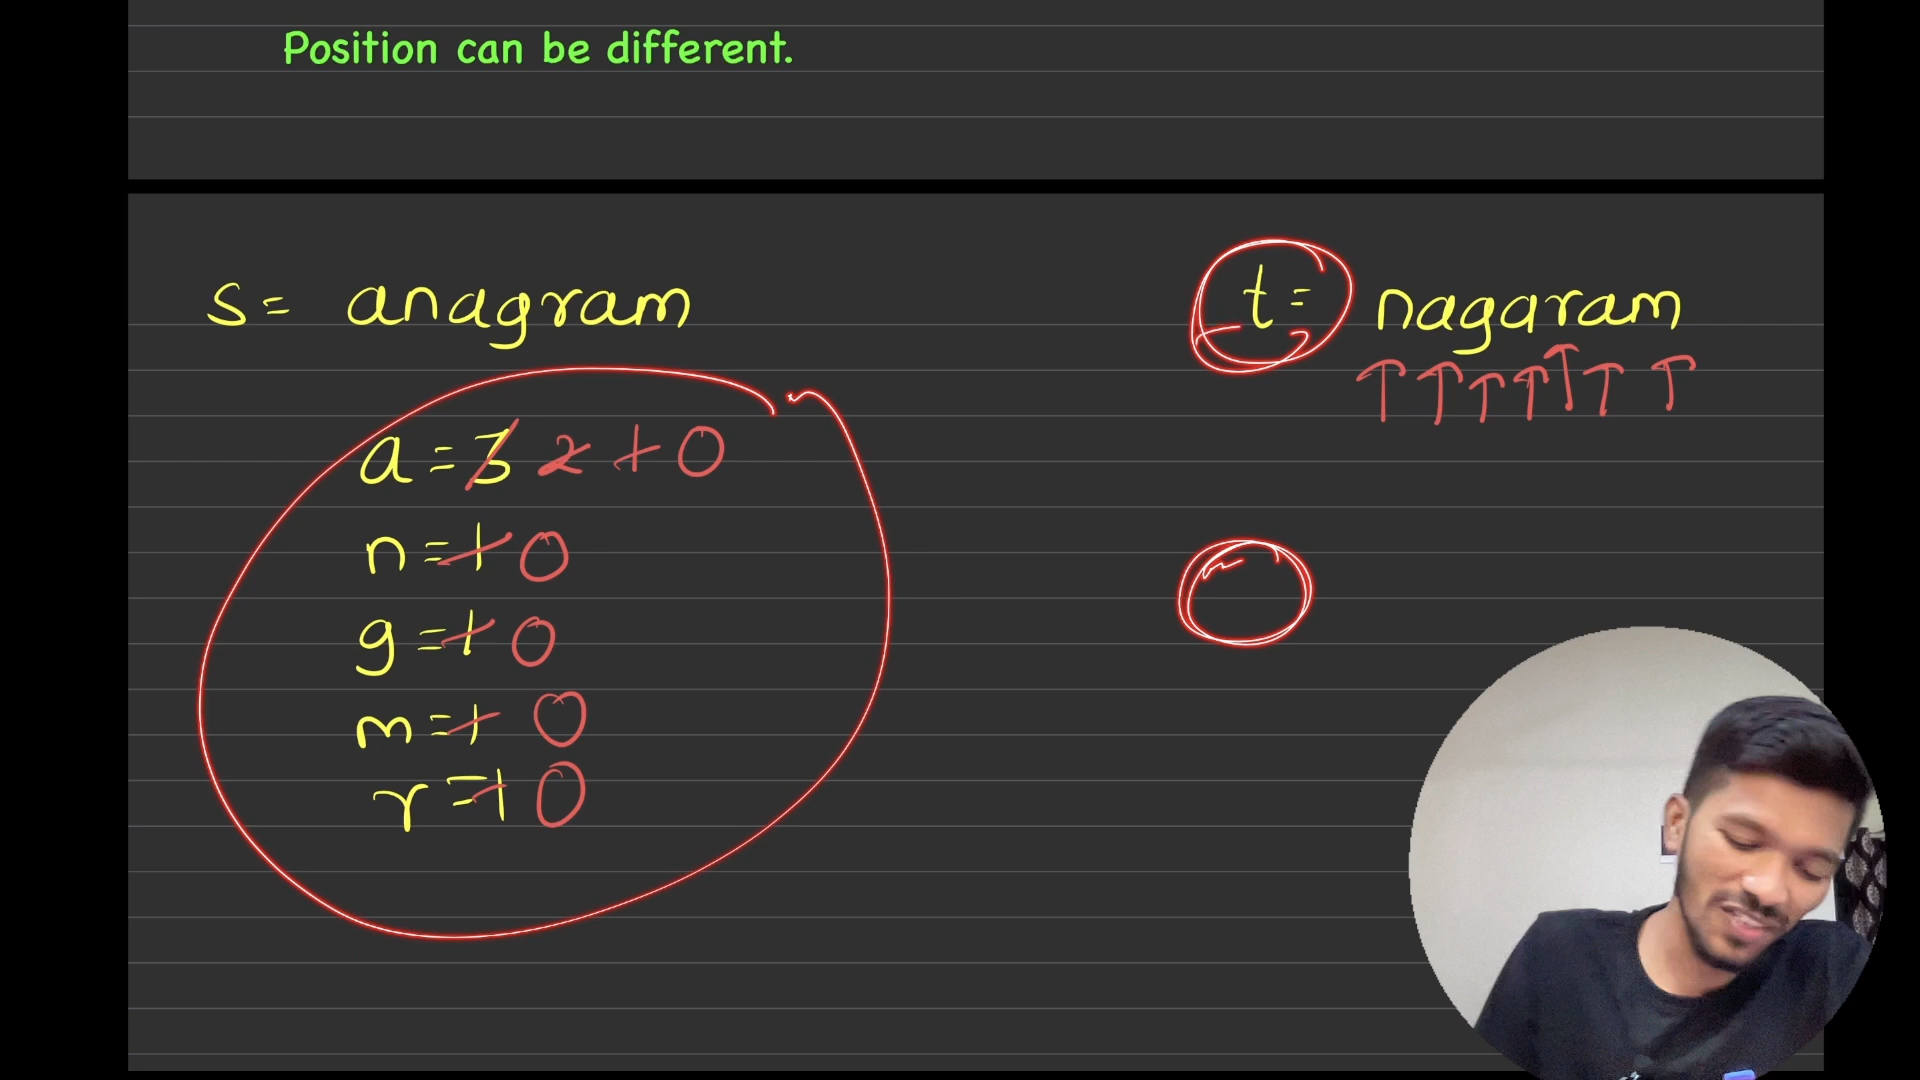 Position can be different.
s= anagram
t= nagaram
a=3 2 1 0
n=1 0
g=1 0
m=1 0
r=1 0